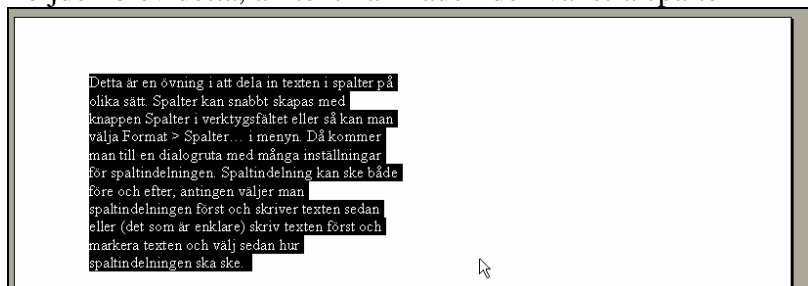 Detta är en övning i att dela in texten i spalter på
olika sätt. Spalter kan snabbt skapas med
knappen Spalter i verktygsfältet eller så kan man
välja Format > Spalter… i menyn. Då kommer
man till en dialogruta med många inställningar
för spaltindelningen. Spaltindelning kan ske både
före och efter, antingen väljer man
spaltindelningen först och skriver texten sedan
eller (det som är enklare) skriv texten först och
markera texten och välj sedan hur
spaltindelningen ska ske.